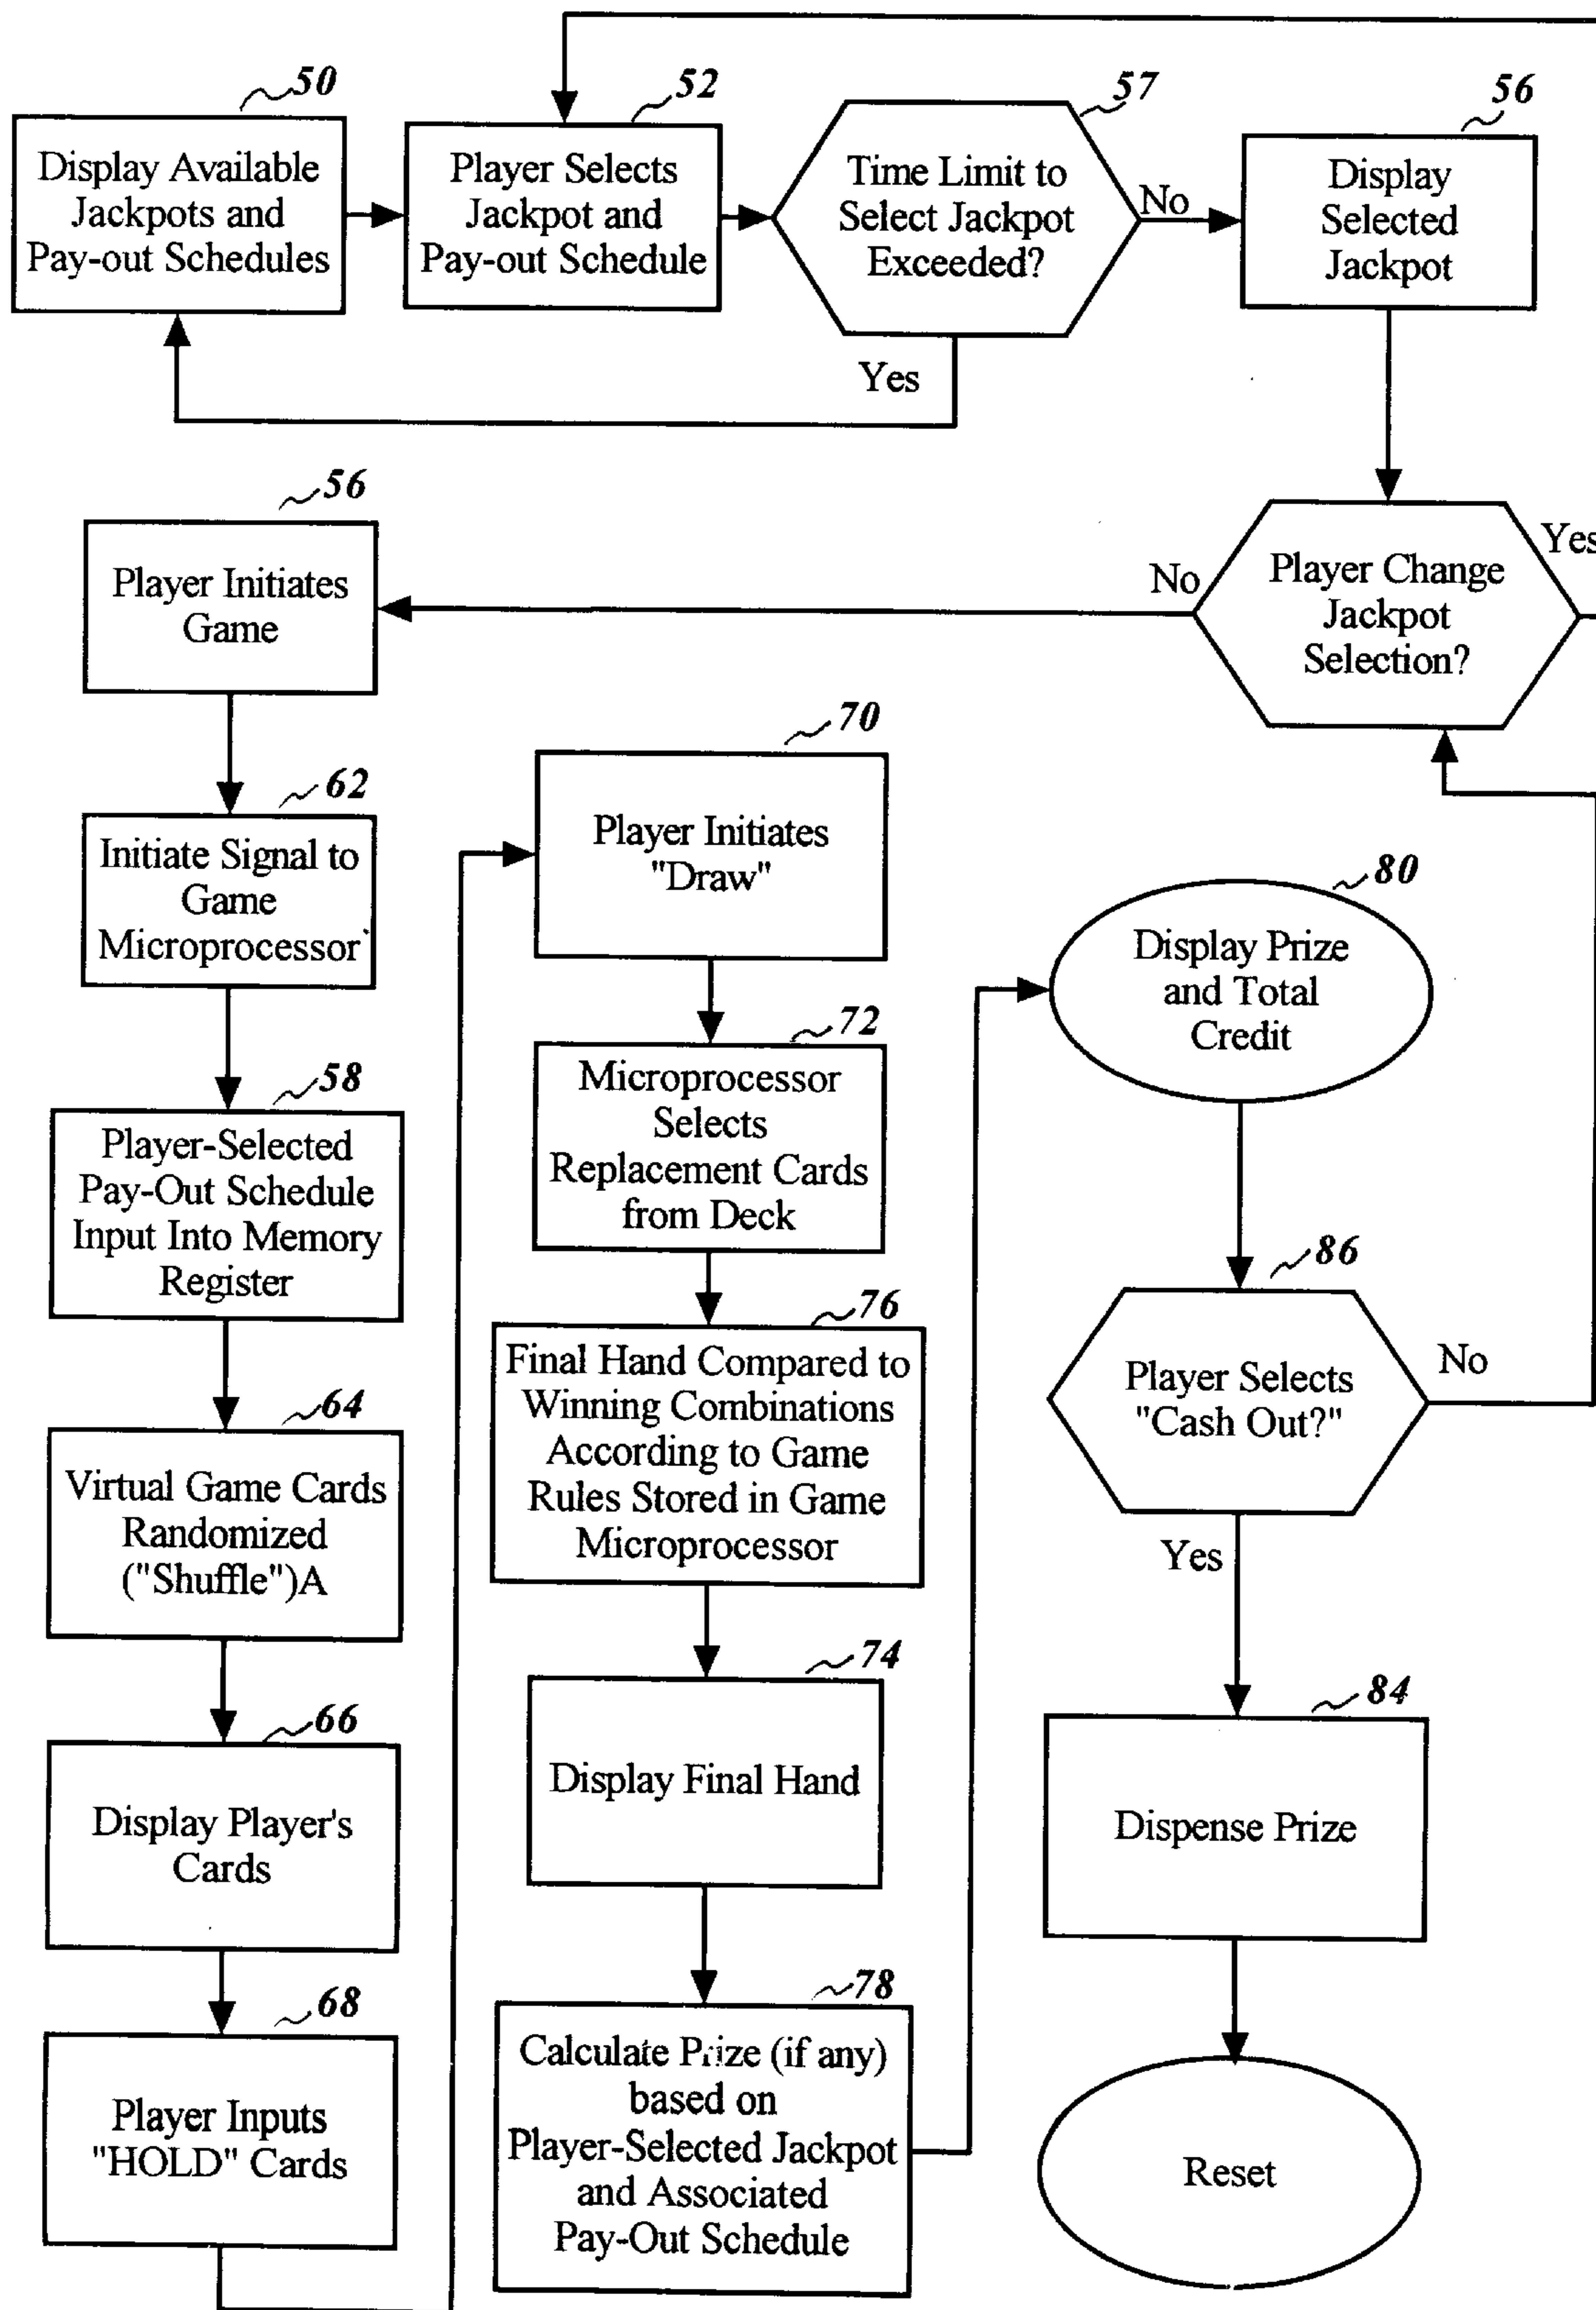 50
Display Available
Jackpots and
Pay-out Schedules
52
Player Selects
Jackpot and
Pay-out Schedule
57
Time Limit to
Select Jackpot
Exceeded?
No
Yes
56
Display
Selected
Jackpot
Player Change
Jackpot
Selection?
Yes
No
56
Player Initiates
Game
62
Initiate Signal to
Game
Microprocessor
58
Player-Selected
Pay-Out Schedule
Input Into Memory
Register
64
Virtual Game Cards
Randomized
("Shuffle")A
66
Display Player's
Cards
68
Player Inputs
"HOLD" Cards
70
Player Initiates
"Draw"
72
Microprocessor
Selects
Replacement Cards
from Deck
76
Final Hand Compared to
Winning Combinations
According to Game
Rules Stored in Game
Microprocessor
74
Display Final Hand
78
Calculate Prize (if any)
based on
Player-Selected Jackpot
and Associated
Pay-Out Schedule
80
Display Prize
and Total
Credit
86
Player Selects
"Cash Out?"
No
Yes
84
Dispense Prize
Reset